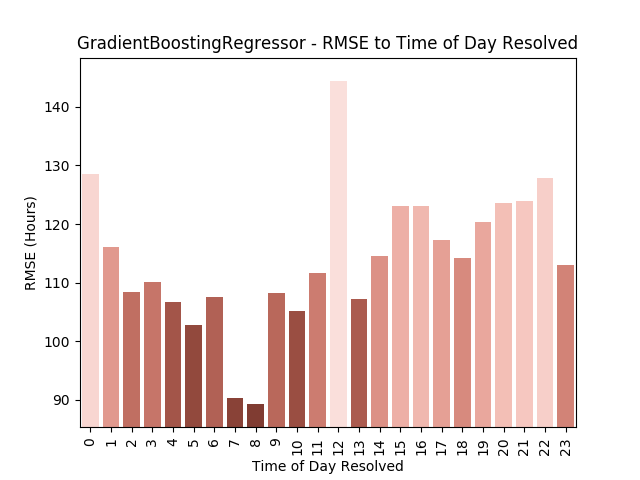 GradientBoostingRegressor - RMSE to Time of Day Resolved
RMSE (Hours)
140
130
120
110
100
90
0 1 2 3 4 5 6 7 8 9 10 11 12 13 14 15 16 17 18 19 20 21 22 23
Time of Day Resolved